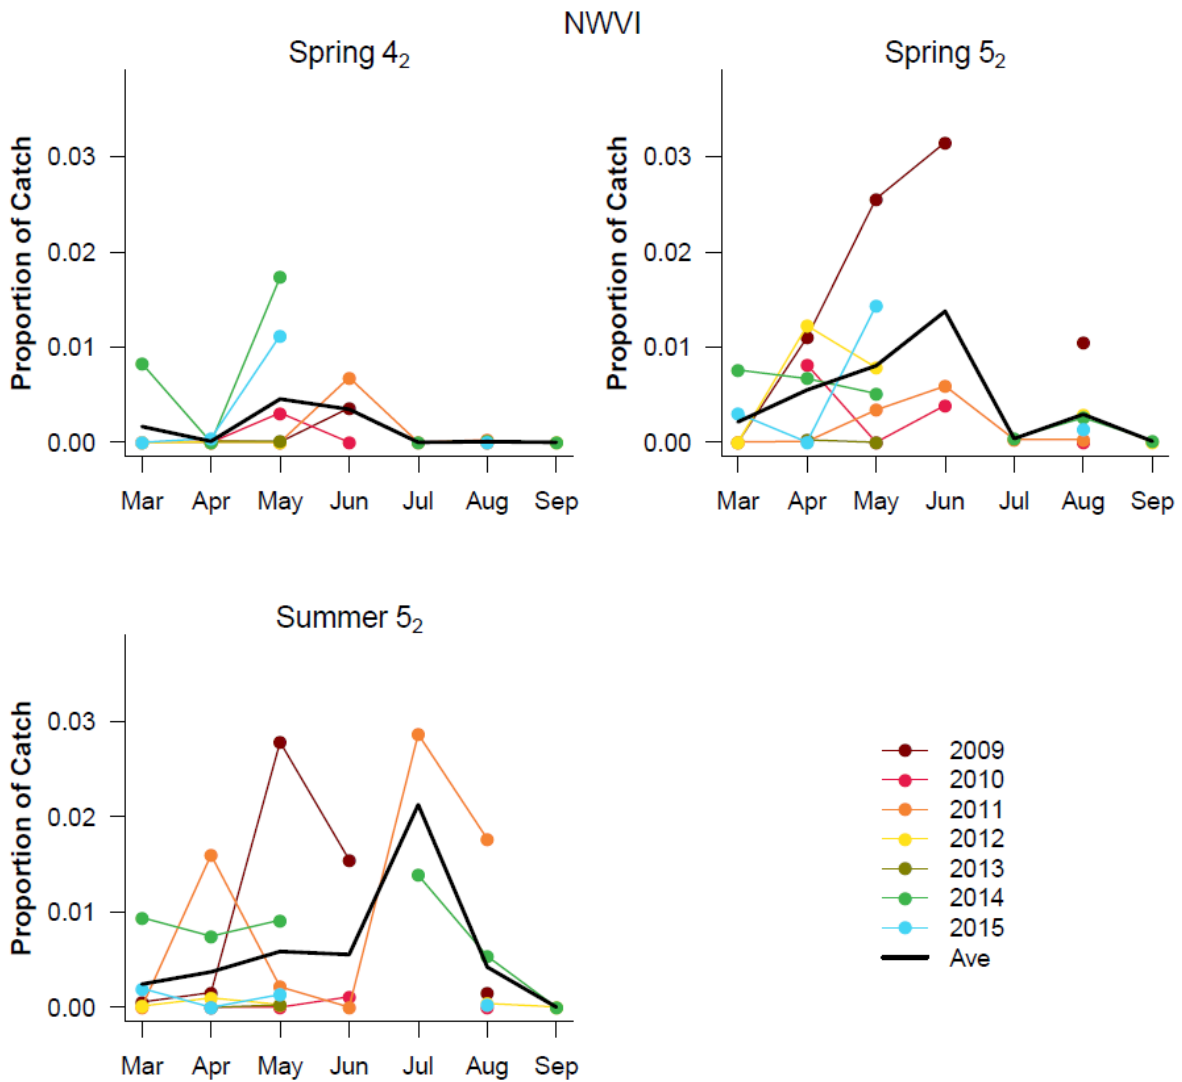 NWVI
Spring 4₂
Proportion of Catch
0.03
0.02
0.01
0.00
Mar Apr May Jun Jul Aug Sep
Spring 5₂
Proportion of Catch
0.03
0.02
0.01
0.00
Mar Apr May Jun Jul Aug Sep
Summer 5₂
Proportion of Catch
0.03
0.02
0.01
0.00
Mar Apr May Jun Jul Aug Sep
2009
2010
2011
2012
2013
2014
2015
Ave